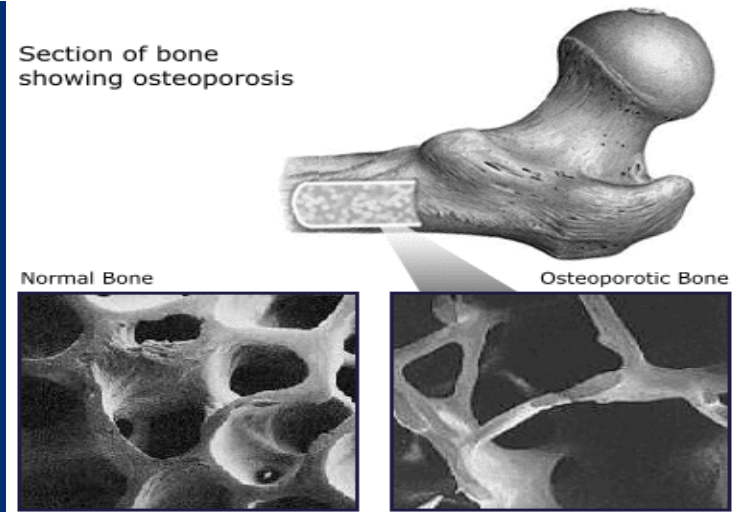 Section of bone
showing osteoporosis
Normal Bone
Osteoporotic Bone